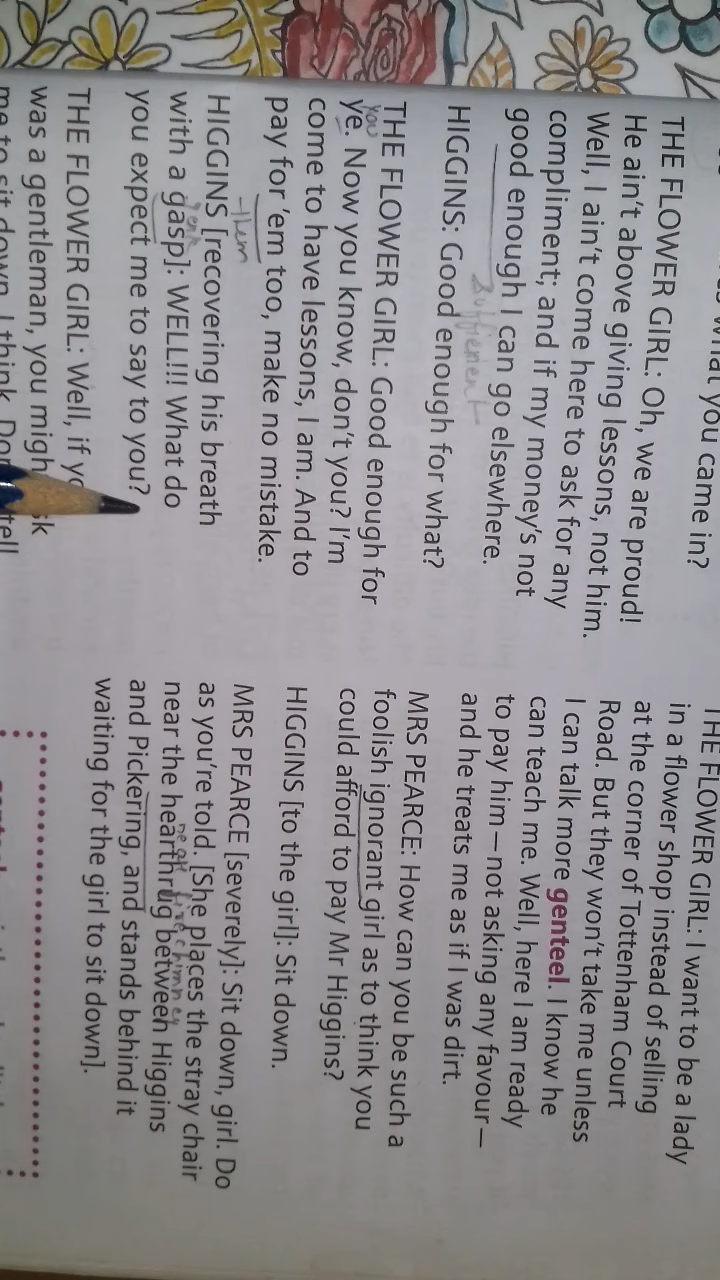 what you came in?
THE FLOWER GIRL: Oh, we are proud!
He ain't above giving lessons, not him.
Well, I ain't come here to ask for any
compliment; and if my money's not
good enough I can go elsewhere.
HIGGINS: Good enough for what?
you
THE FLOWER GIRL: Good enough for
ye. Now you know, don't you? I'm
come to have lessons, I am. And to
pay for 'em too, make no mistake.
them
HIGGINS [recovering his breath
with a gasp]: WELL!!! What do
you expect me to say to you?
THE FLOWER GIRL: Well, if
was a gentleman, you
me to sit down, I think.
THE FLOWER GIRL: I want to be a lady
in a flower shop instead of selling
at the corner of Tottenham Court
Road. But they won't take me unless
I can talk more genteel. I know he
can teach me. Well, here I am ready
to pay him—not asking any favour—
and he treats me as if I was dirt.
MRS PEARCE: How can you be such a
foolish ignorant girl as to think you
could afford to pay Mr Higgins?
HIGGINS [to the girl]: Sit down.
MRS PEARCE [severely]: Sit down, girl. Do
as you're told. [She places the stray chair
near the hearthrug between Higgins
and Pickering, and stands behind it
waiting for the girl to sit down].